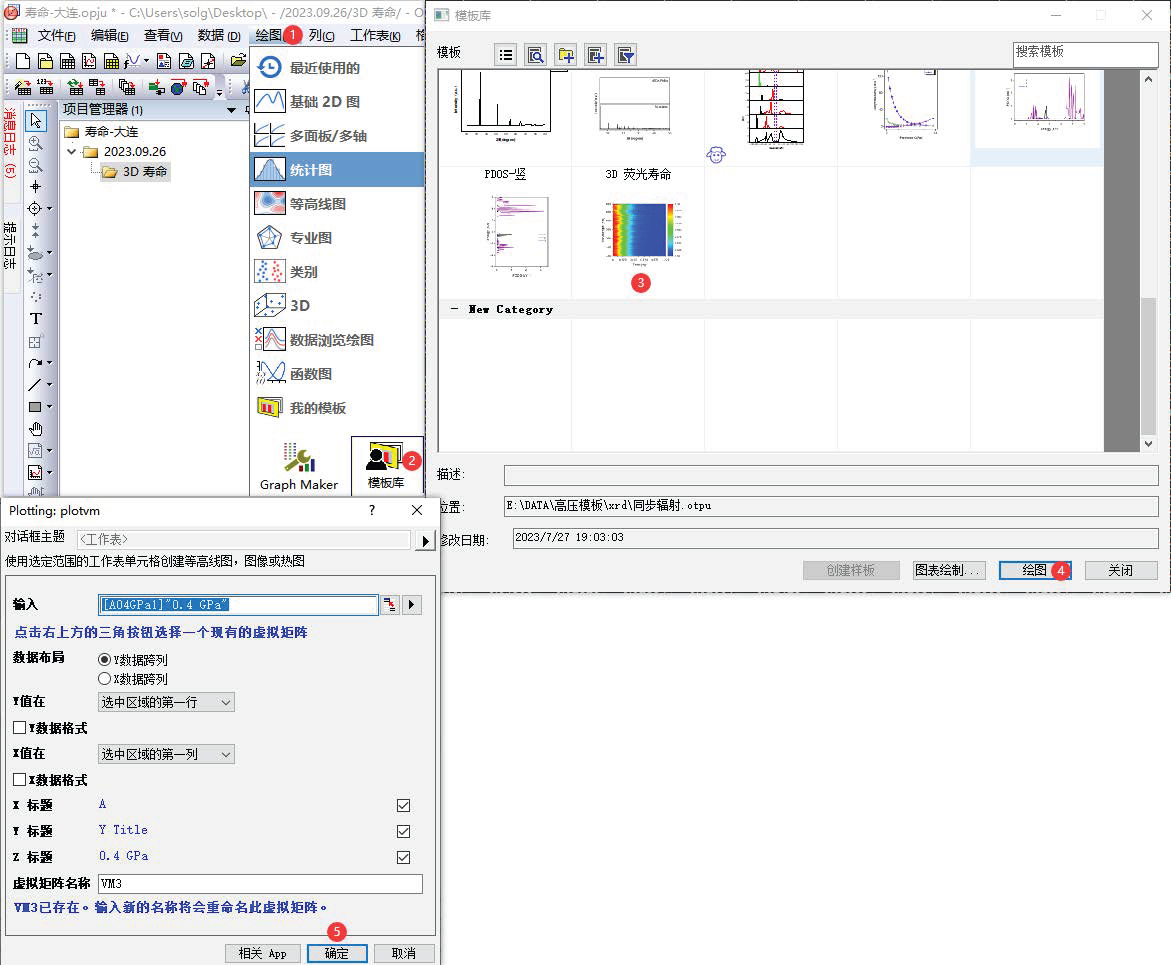 寿命-大连.opju * - C:\Users\solg\Desktop\ - /2023.09.26/3D 寿命/ - O
文件(F) 编辑(E) 查看(V) 数据(D) 绘图 1 列(C) 工作表(K) 格
项目管理器 (1)
寿命-大连
2023.09.26
3D 寿命
消息日志 (5)
提示日志
最近使用的
基础 2D 图
多面板/多轴
统计图
等高线图
专业图
类别
3D
数据浏览绘图
函数图
我的模板
Graph Maker
模板库
2
模板库
模板
搜索模板
PDOS-竖
3D 荧光寿命
3
New Category
描述:
位置:
E:\DATA\高压模板\xrd\同步辐射.otpu
修改日期:
2023/7/27 19:03:03
创建样板
图表绘制...
绘图 4
关闭
Plotting: plotvm
?
对话框主题
<工作表>
使用选定范围的工作表单元格创建等高线图，图像或热图
输入
[A04GPa1]"0.4 GPa"
点击右上方的三角按钮选择一个现有的虚拟矩阵
数据布局
Y数据跨列
X数据跨列
Y值在
选中区域的第一行
Y数据格式
X值在
选中区域的第一列
X数据格式
X 标题
A
Y 标题
Y Title
Z 标题
0.4 GPa
虚拟矩阵名称
VM3
VM3已存在。输入新的名称将会重命名此虚拟矩阵。
5
相关 App
确定
取消